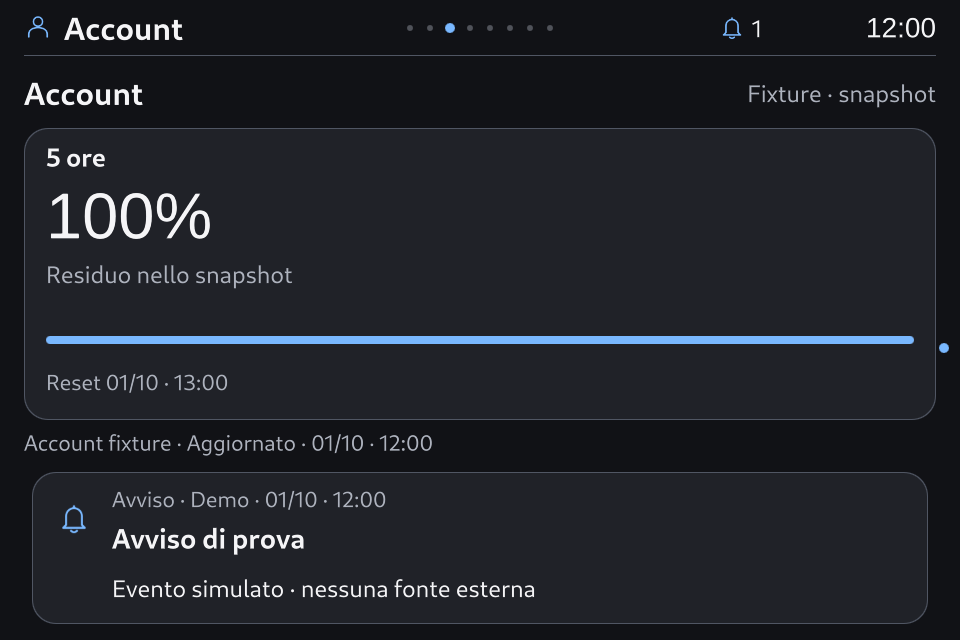 Account
1
12:00
Account
Fixture · snapshot
5 ore
100%
Residuo nello snapshot
Reset 01/10 · 13:00
Account fixture · Aggiornato · 01/10 · 12:00
Avviso · Demo · 01/10 · 12:00
Avviso di prova
Evento simulato · nessuna fonte esterna